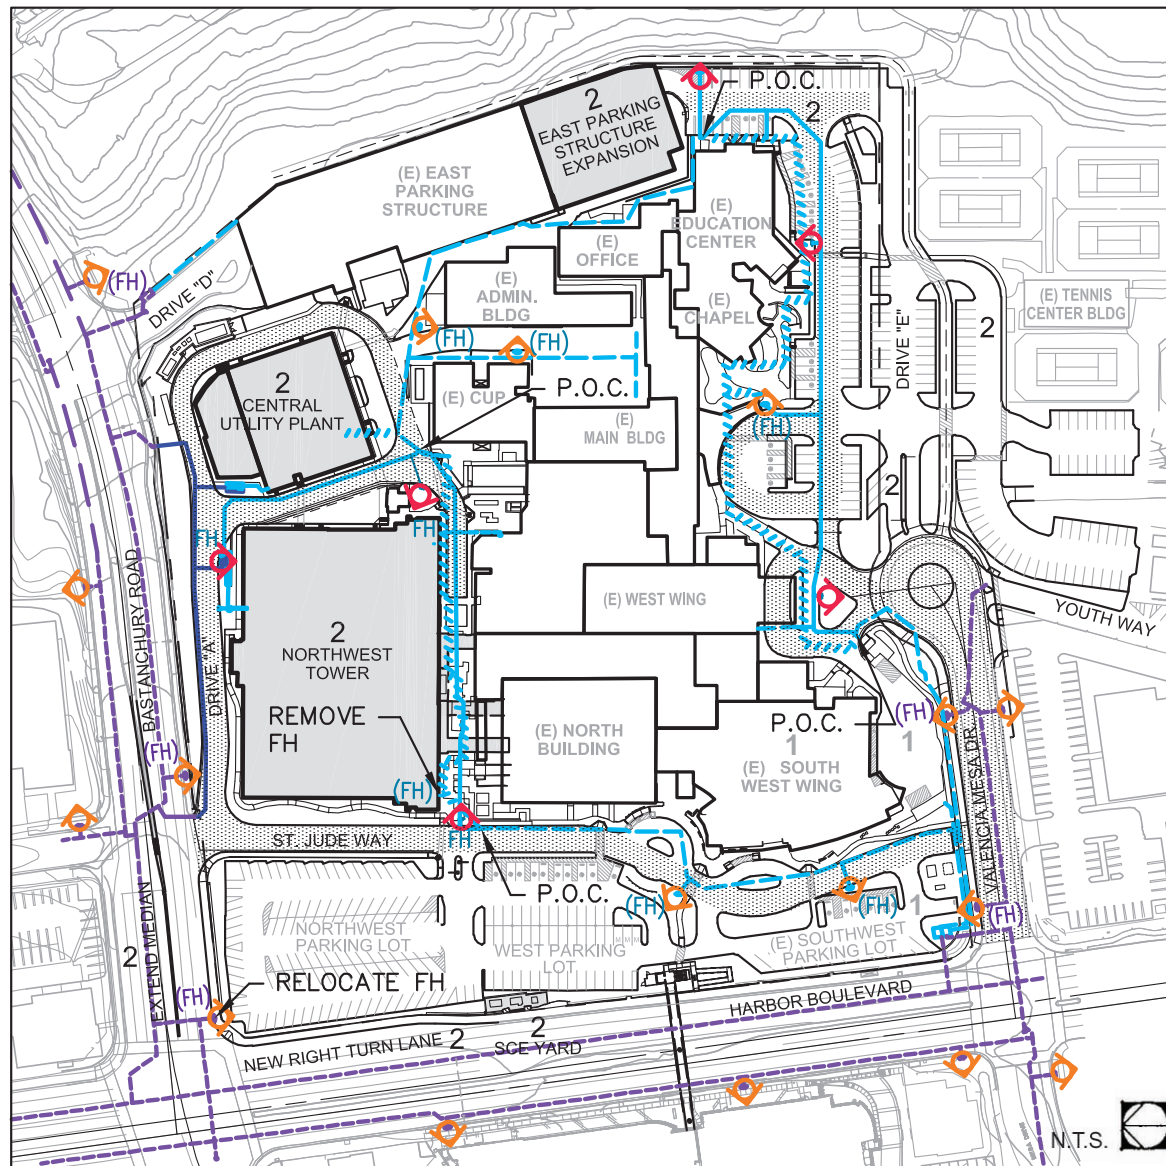 P.O.C.
2
2
EAST PARKING
STRUCTURE
EXPANSION
(E) EAST
PARKING
STRUCTURE
(E)
EDUCATION
CENTER
(E)
OFFICE
(FH)
DRIVE "D"
(E)
ADMIN.
BLDG
(E)
CHAPEL
(E) TENNIS
CENTER BLDG
2
(FH)
(FH)
DRIVE "E"
2
CENTRAL
UTILITY PLANT
(E) CUP
P.O.C.
(E)
MAIN BLDG
(FH)
2
FH
FH
BASTANCHURY ROAD
(E) WEST WING
YOUTH WAY
2
NORTHWEST
TOWER
DRIVE "A"
REMOVE
FH
(E) NORTH
BUILDING
P.O.C.
1
(E) SOUTH
WEST WING
(FH)
1
(FH)
(FH)
VALENCIA MESA DR.
ST. JUDE WAY
FH
P.O.C.
(FH)
(FH)
1
(FH)
NORTHWEST
PARKING LOT
WEST PARKING
LOT
(E) SOUTHWEST
PARKING LOT
2
EXTEND MEDIAN
(FH)
RELOCATE FH
HARBOR BOULEVARD
NEW RIGHT TURN LANE 2
2
SCE YARD
N.T.S.